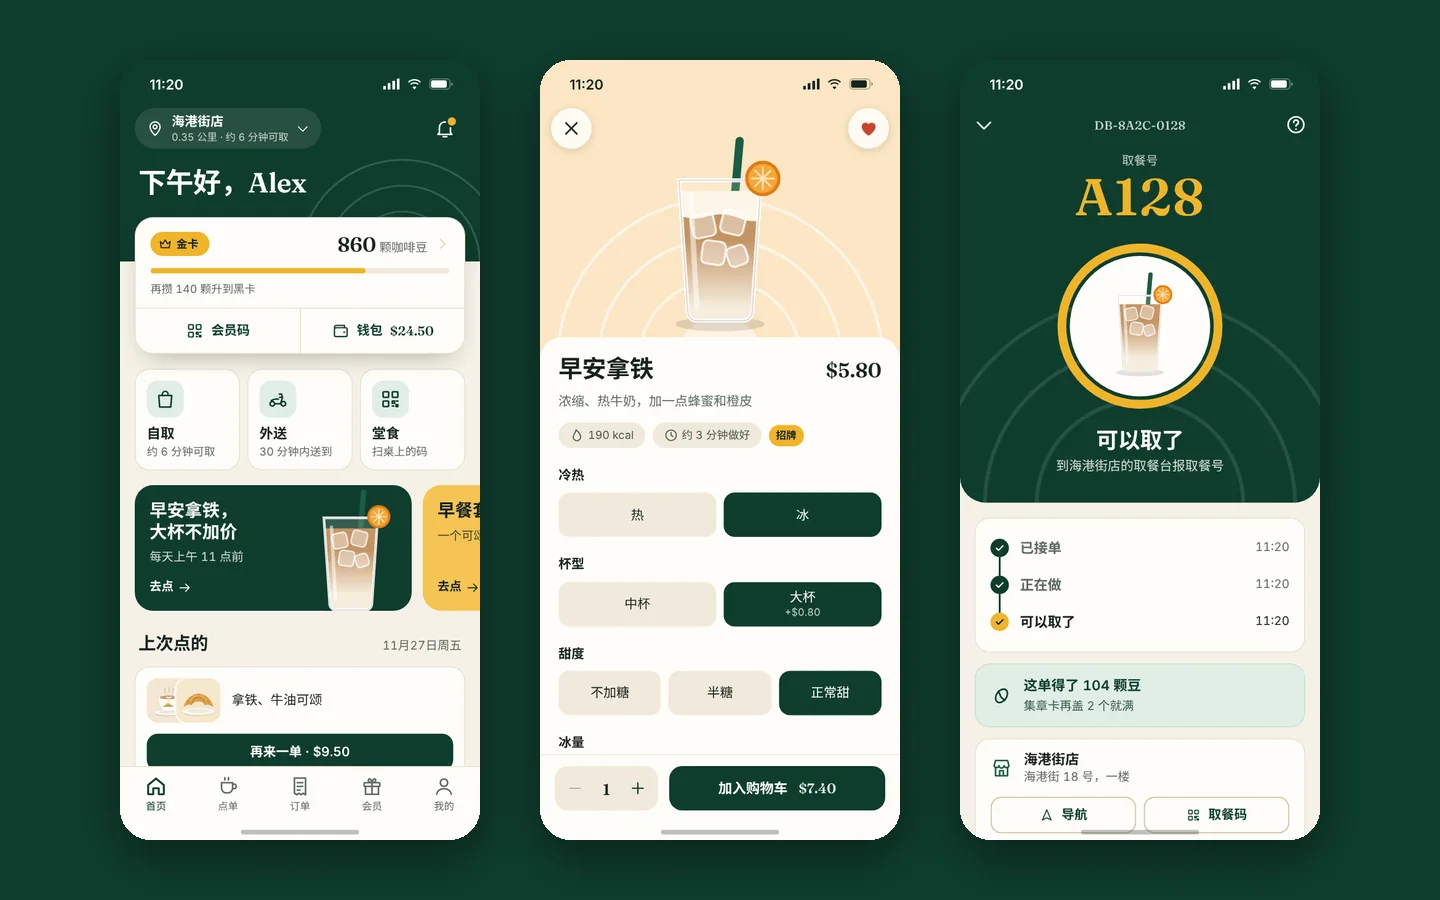 11:20
海港街店
0.35 公里 · 约 6 分钟可取
下午好，Alex
金卡
860 颗咖啡豆
再攒 140 颗升到黑卡
会员码
钱包 $24.50
自取
约 6 分钟可取
外送
30 分钟内送到
堂食
扫桌上的码
早安拿铁，
大杯不加价
每天上午 11 点前
去点 →
早餐
一个可
去点 →
上次点的
11月27日周五
拿铁、牛油可颂
再来一单 · $9.50
首页
点单
订单
会员
我的
11:20
早安拿铁
$5.80
浓缩、热牛奶，加一点蜂蜜和橙皮
190 kcal
约 3 分钟做好
招牌
冷热
热
冰
杯型
中杯
大杯
+$0.80
甜度
不加糖
半糖
正常甜
冰量
1
加入购物车 $7.40
11:20
DB-8A2C-0128
取餐号
A128
可以取了
到海港街店的取餐台报取餐号
已接单
11:20
正在做
11:20
可以取了
11:20
这单得了 104 颗豆
集章卡再盖 2 个就满
海港街店
海港街 18 号，一楼
导航
取餐码